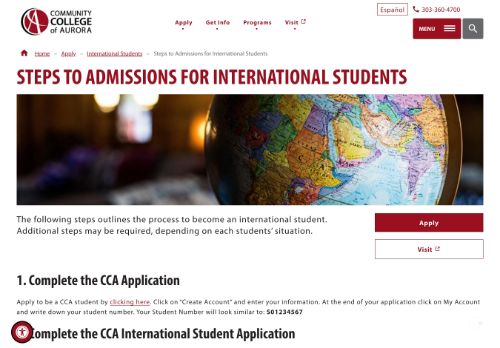 COMMUNITY
COLLEGE
of AURORA
Español
303-360-4700
Apply
Get Info
Programs
Visit
MENU
Home – Apply – International Students – Steps to Admissions for International Students
STEPS TO ADMISSIONS FOR INTERNATIONAL STUDENTS
The following steps outlines the process to become an international student.
Additional steps may be required, depending on each students' situation.
Apply
Visit
1. Complete the CCA Application
Apply to be a CCA student by clicking here. Click on "Create Account" and enter your information. At the end of your application click on My Account
and write down your student number. Your Student Number will look similar to: S01234567
Complete the CCA International Student Application